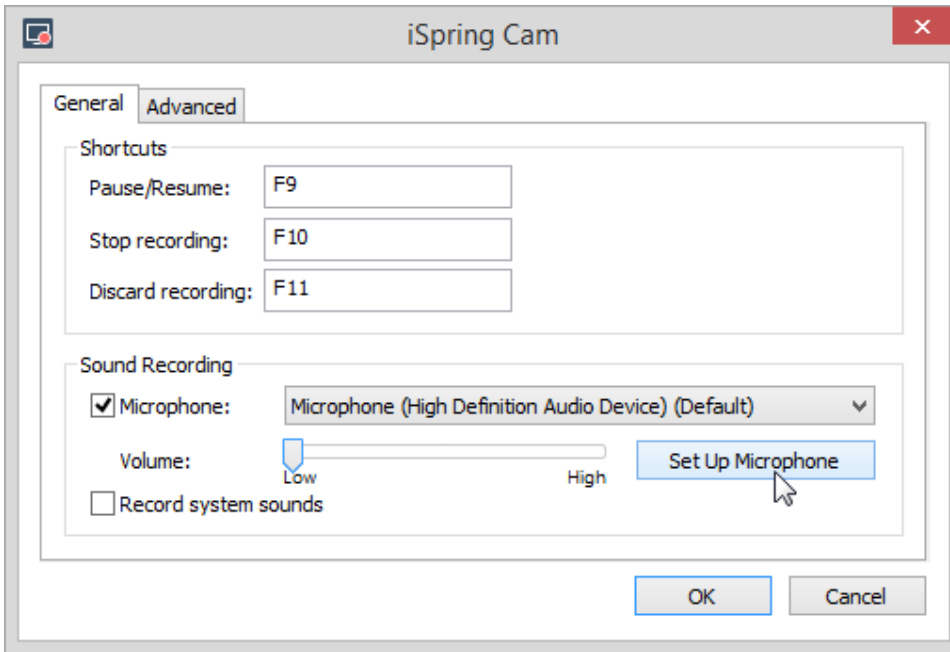 iSpring Cam
General Advanced
Shortcuts
Pause/Resume: F9
Stop recording: F10
Discard recording: F11
Sound Recording
Microphone: Microphone (High Definition Audio Device) (Default)
Volume: Low High Set Up Microphone
Record system sounds
OK Cancel